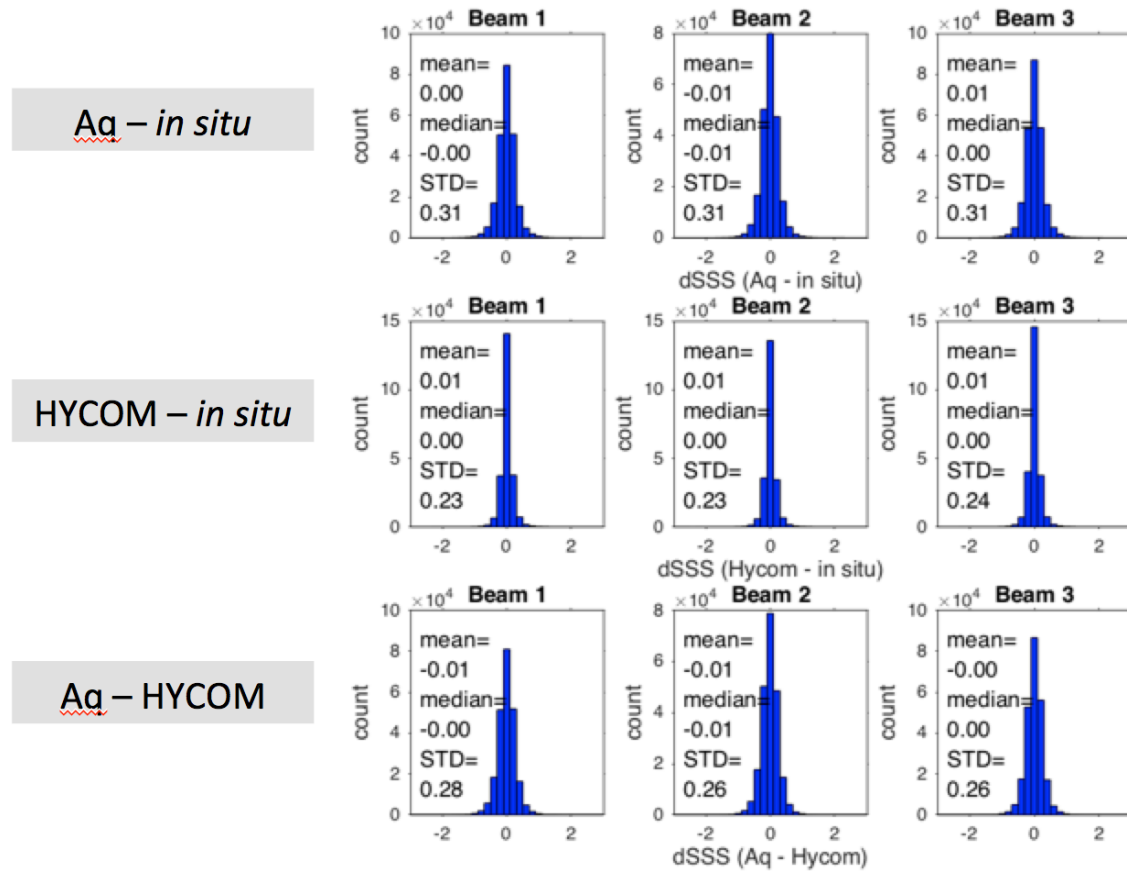 Aq – in situ
×10⁴ Beam 1
10
8
6
4
2
0
count
mean=
0.00
median=
-0.00
STD=
0.31
-2 0 2
×10⁴ Beam 2
8
6
4
2
0
count
mean=
-0.01
median=
-0.01
STD=
0.31
-2 0 2
dSSS (Aq - in situ)
×10⁴ Beam 3
10
8
6
4
2
0
count
mean=
0.01
median=
0.00
STD=
0.31
-2 0 2
HYCOM – in situ
×10⁴ Beam 1
15
10
5
0
count
mean=
0.01
median=
0.00
STD=
0.23
-2 0 2
×10⁴ Beam 2
15
10
5
0
count
mean=
0.01
median=
0.00
STD=
0.23
-2 0 2
dSSS (Hycom - in situ)
×10⁴ Beam 3
15
10
5
0
count
mean=
0.01
median=
0.00
STD=
0.24
-2 0 2
Aq – HYCOM
×10⁴ Beam 1
10
8
6
4
2
0
count
mean=
-0.01
median=
-0.00
STD=
0.28
-2 0 2
×10⁴ Beam 2
8
6
4
2
0
count
mean=
-0.01
median=
-0.01
STD=
0.26
-2 0 2
dSSS (Aq - Hycom)
×10⁴ Beam 3
10
8
6
4
2
0
count
mean=
-0.00
median=
0.00
STD=
0.26
-2 0 2